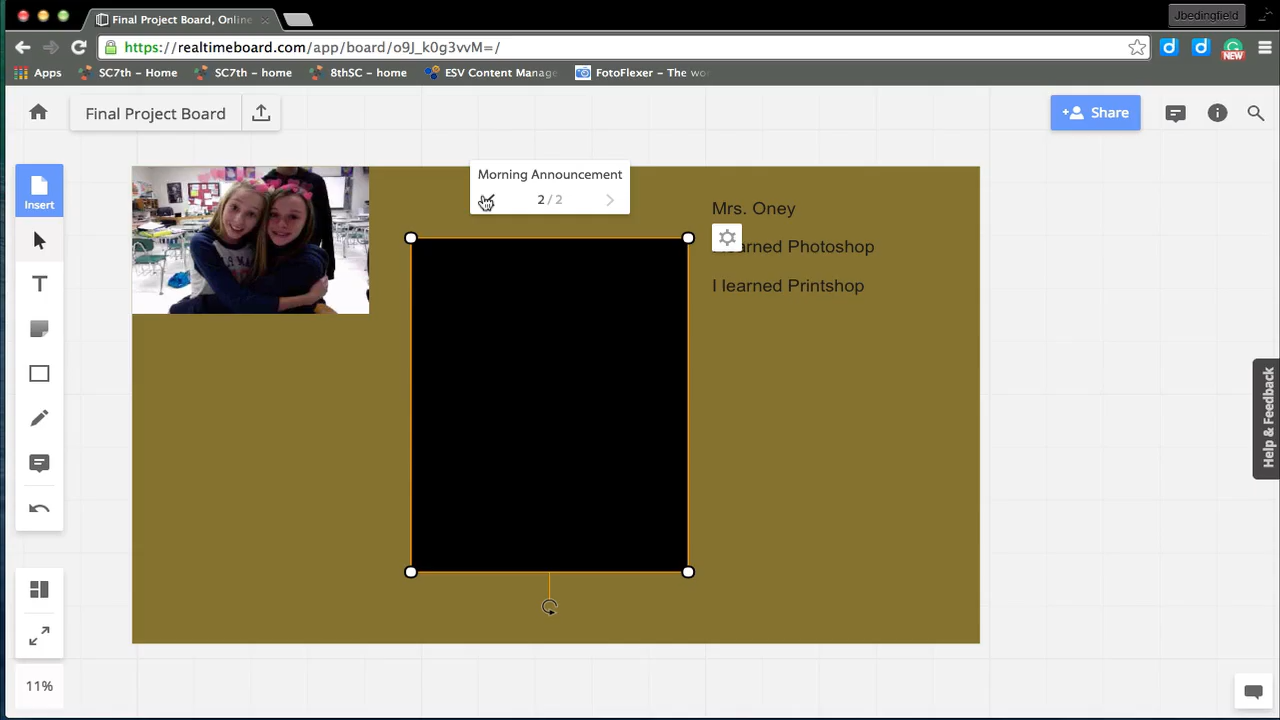 Final Project Board, Online
Jbedingfield
https://realtimeboard.com/app/board/o9J_k0g3vvM=/
Apps
SC7th – Home
SC7th – home
8thSC – home
ESV Content Manage
FotoFlexer – The wo
NEW
Final Project Board
Share
Insert
Morning Announcement
2 / 2
Mrs. Oney
arned Photoshop
I learned Printshop
T
Help & Feedback
11%